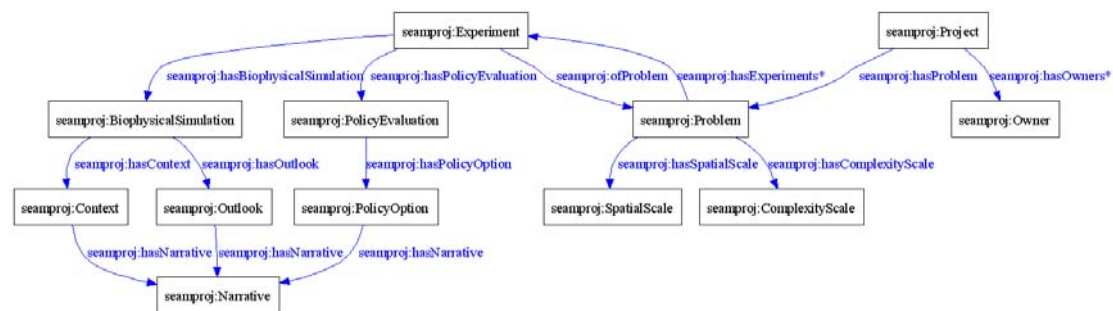 seamproj:Experiment
seamproj:Project
seamproj:hasBiophysicalSimulation
seamproj:hasPolicyEvaluation
seamproj:ofProblem
seamproj:hasExperiments*
seamproj:hasProblem
seamproj:hasOwners*
seamproj:BiophysicalSimulation
seamproj:PolicyEvaluation
seamproj:Problem
seamproj:Owner
seamproj:hasContext
seamproj:hasOutlook
seamproj:hasPolicyOption
seamproj:hasSpatialScale
seamproj:hasComplexityScale
seamproj:Context
seamproj:Outlook
seamproj:PolicyOption
seamproj:SpatialScale
seamproj:ComplexityScale
seamproj:hasNarrative
seamproj:hasNarrative
seamproj:hasNarrative
seamproj:Narrative